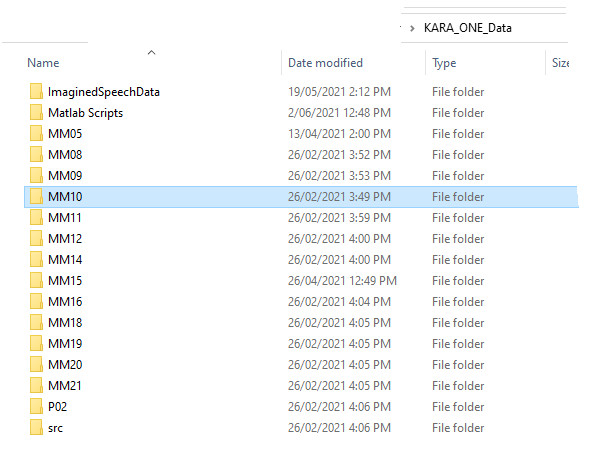 > KARA_ONE_Data
Name Date modified Type Size
ImaginedSpeechData 19/05/2021 2:12 PM File folder
Matlab Scripts 2/06/2021 12:48 PM File folder
MM05 13/04/2021 2:00 PM File folder
MM08 26/02/2021 3:52 PM File folder
MM09 26/02/2021 3:53 PM File folder
MM10 26/02/2021 3:49 PM File folder
MM11 26/02/2021 3:59 PM File folder
MM12 26/02/2021 4:00 PM File folder
MM14 26/02/2021 4:00 PM File folder
MM15 26/04/2021 12:49 PM File folder
MM16 26/02/2021 4:04 PM File folder
MM18 26/02/2021 4:05 PM File folder
MM19 26/02/2021 4:05 PM File folder
MM20 26/02/2021 4:05 PM File folder
MM21 26/02/2021 4:05 PM File folder
P02 26/02/2021 4:06 PM File folder
src 26/02/2021 4:06 PM File folder